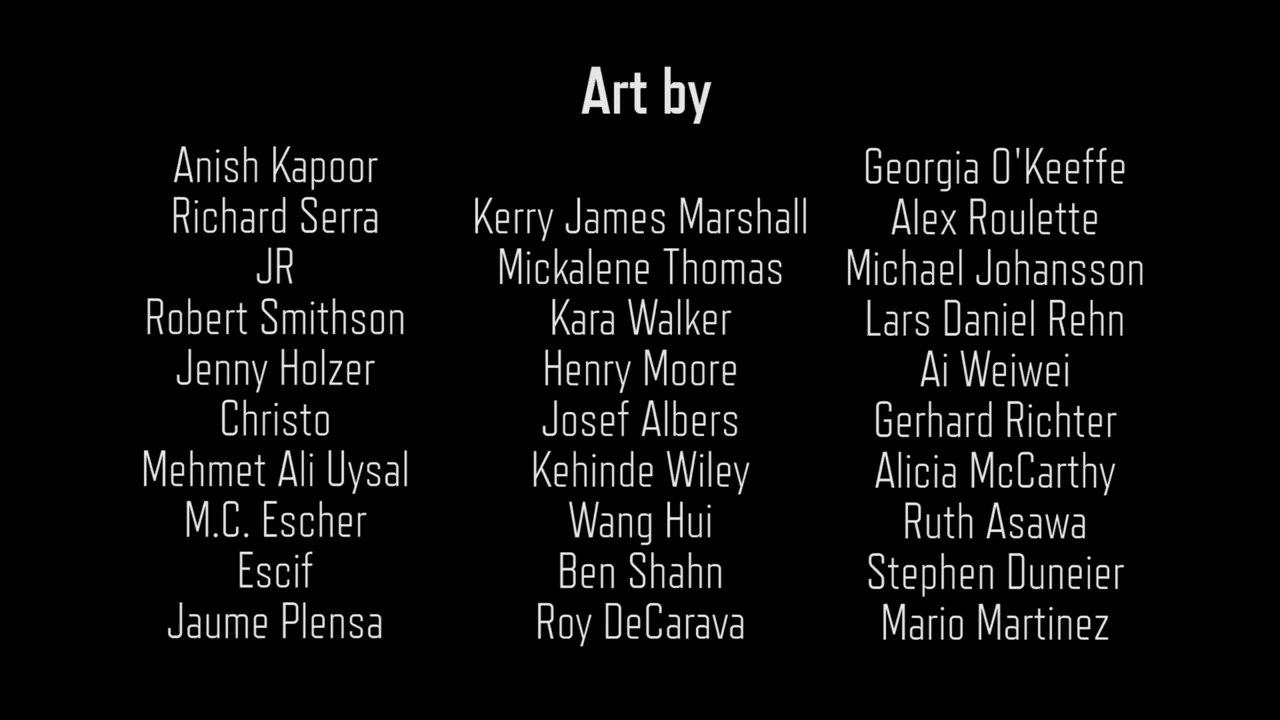 Art by
Anish Kapoor
Richard Serra
JR
Robert Smithson
Jenny Holzer
Christo
Mehmet Ali Uysal
M.C. Escher
Escif
Jaume Plensa
Kerry James Marshall
Mickalene Thomas
Kara Walker
Henry Moore
Josef Albers
Kehinde Wiley
Wang Hui
Ben Shahn
Roy DeCarava
Georgia O'Keeffe
Alex Roulette
Michael Johansson
Lars Daniel Rehn
Ai Weiwei
Gerhard Richter
Alicia McCarthy
Ruth Asawa
Stephen Duneier
Mario Martinez